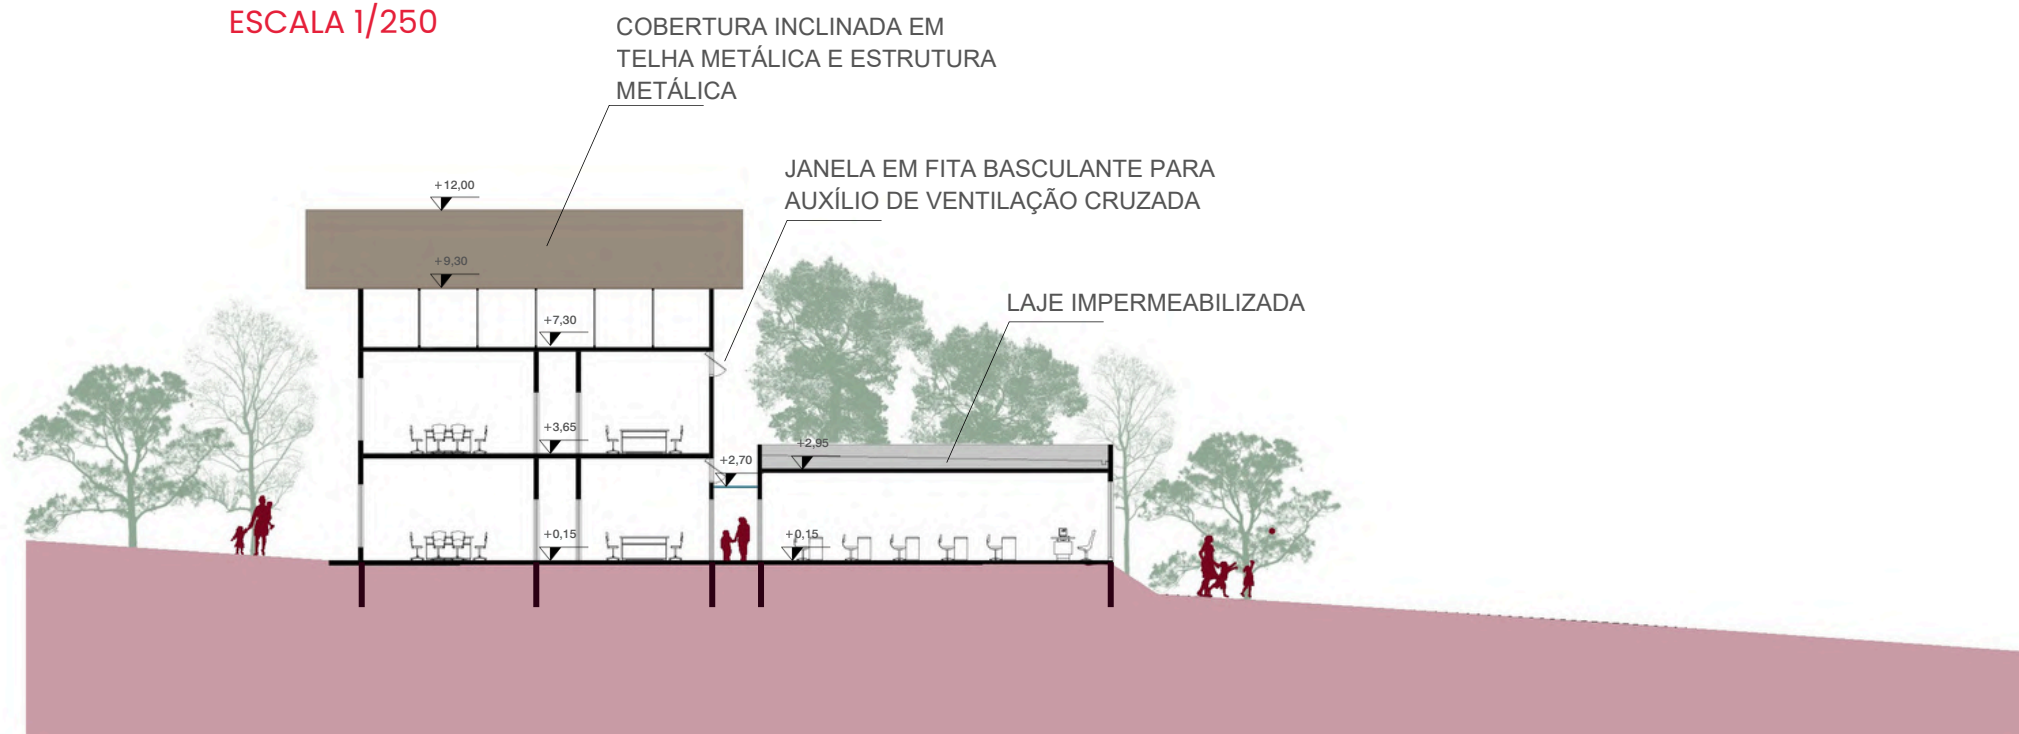 ESCALA 1/250
COBERTURA INCLINADA EM
TELHA METÁLICA E ESTRUTURA
METÁLICA
JANELA EM FITA BASCULANTE PARA
AUXÍLIO DE VENTILAÇÃO CRUZADA
+12,00
+9,30
LAJE IMPERMEABILIZADA
+7,30
+3,65
+2,95
+2,70
+0,15
+0,15